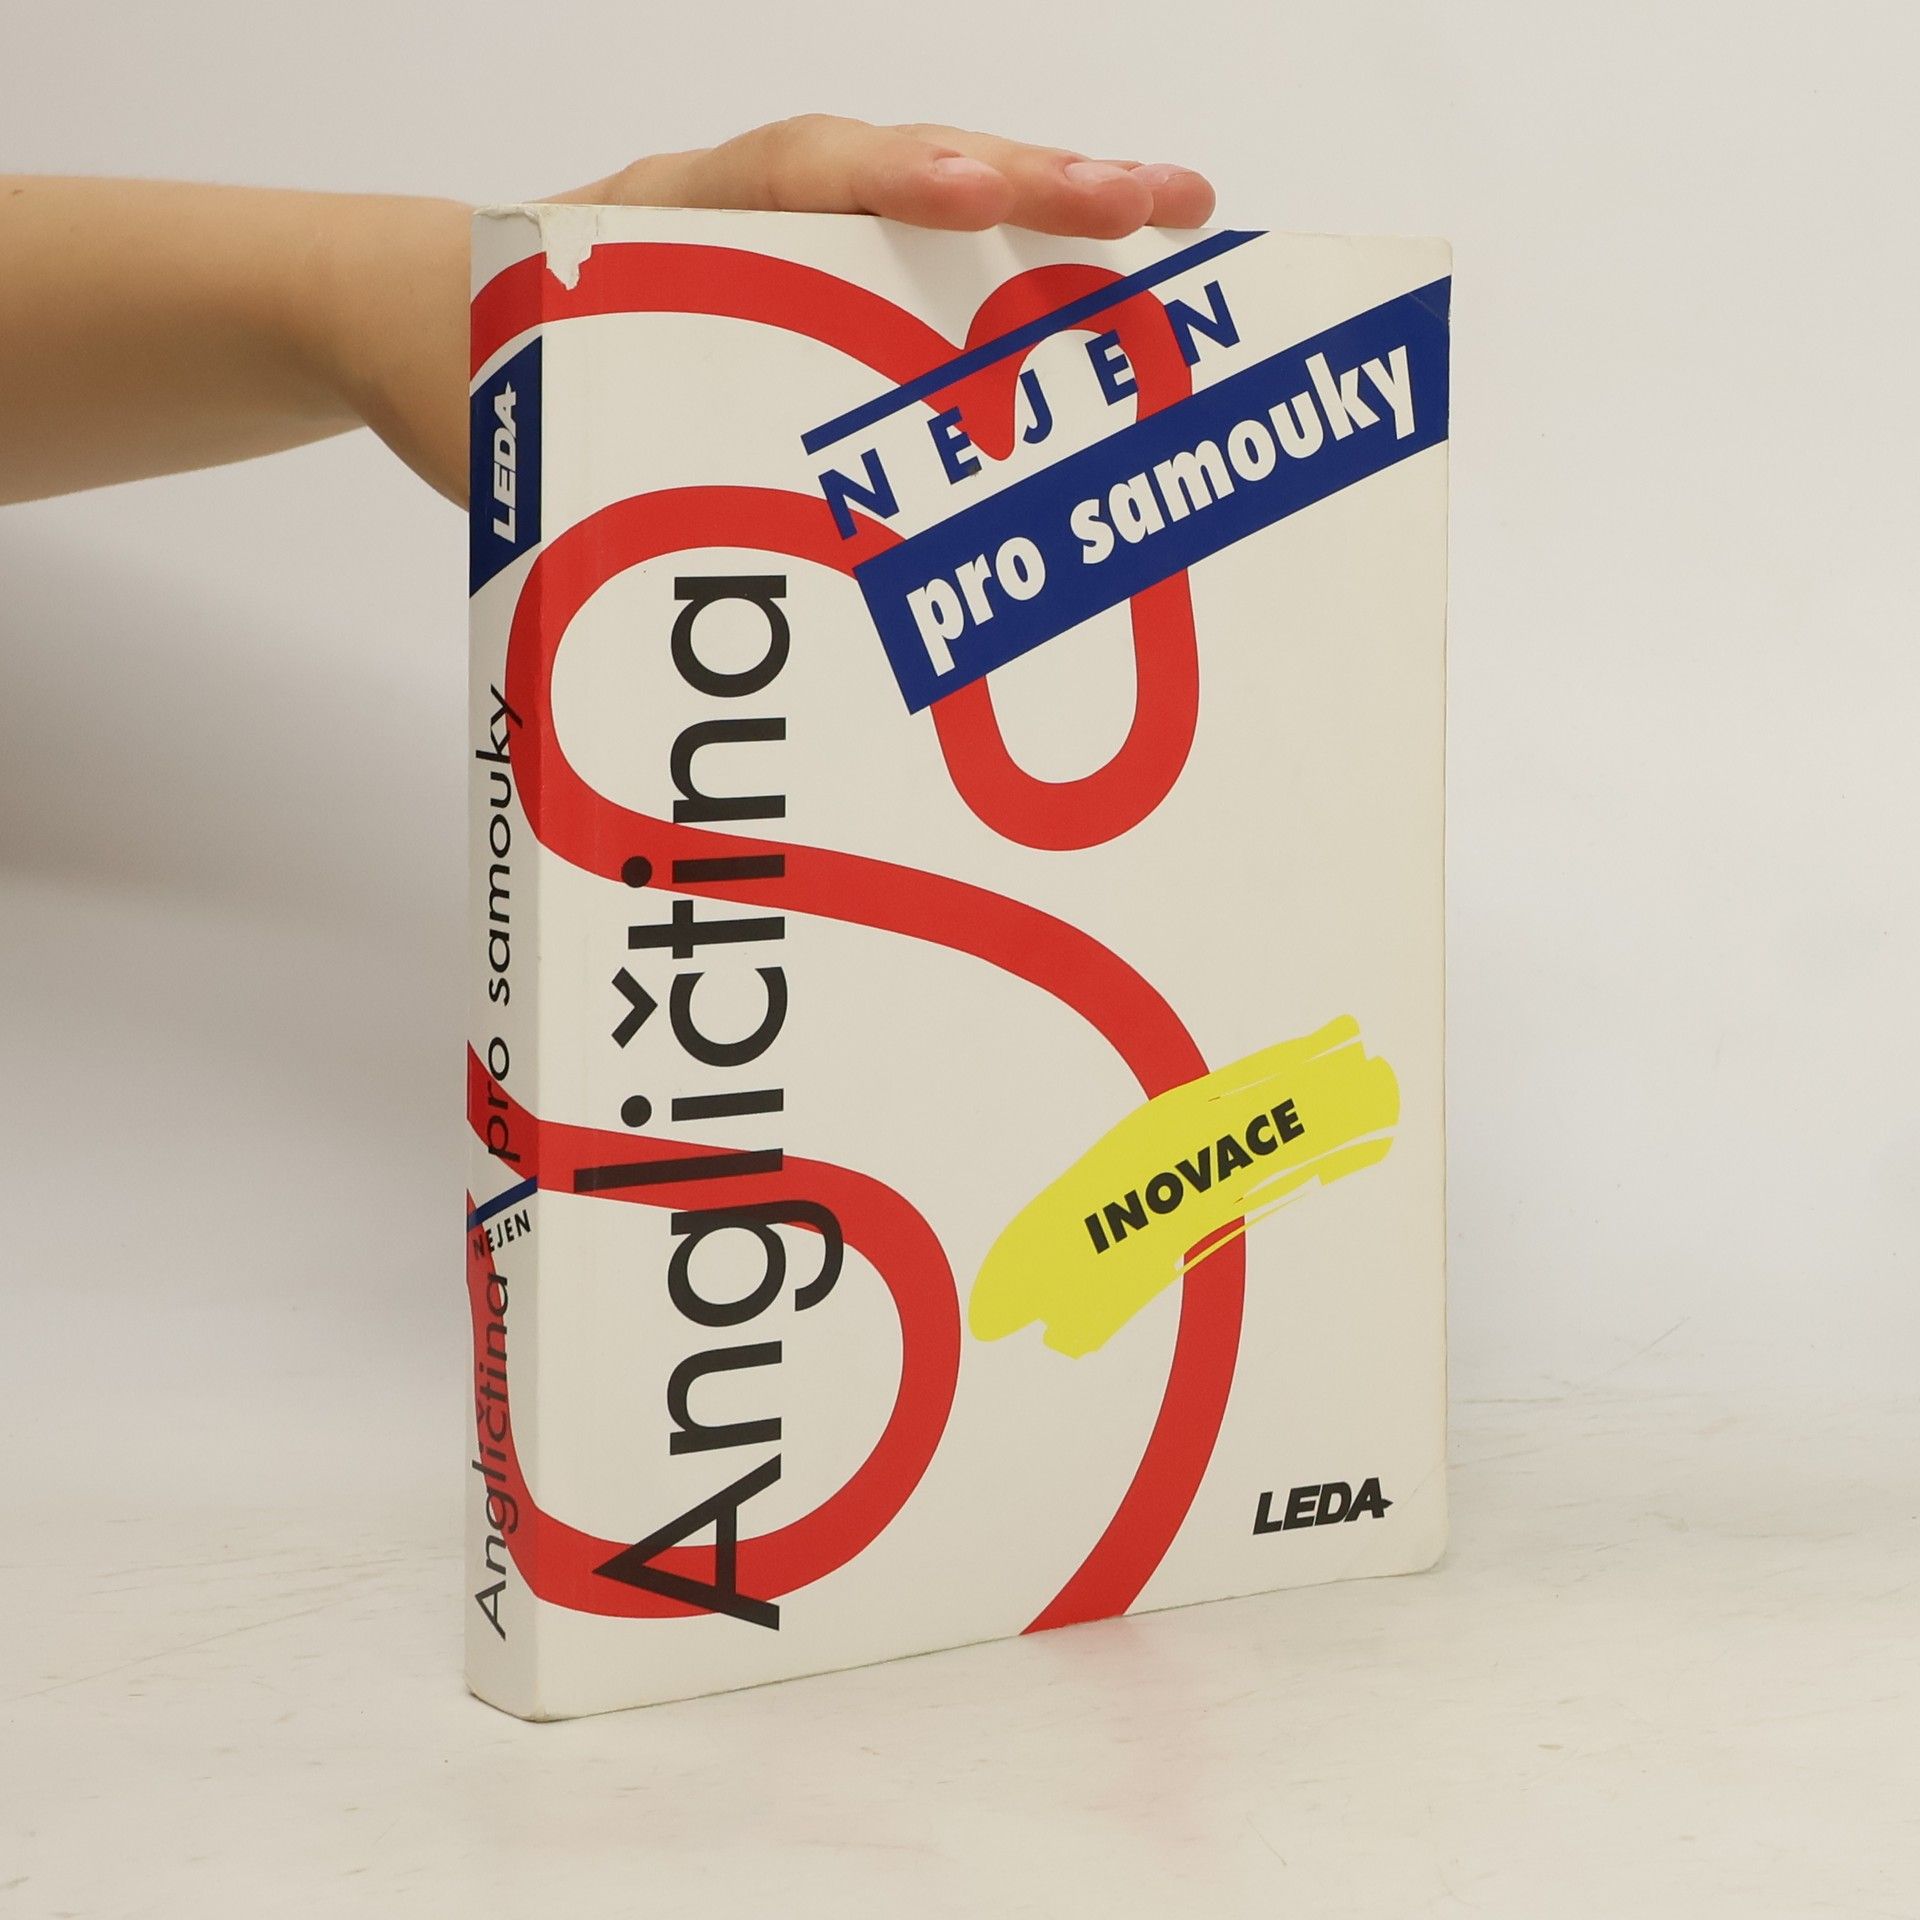 NEJEN
pro samouky
Angličtina
INOVACE
LEDA
LEDA
Angličtina NEJEN pro samouky